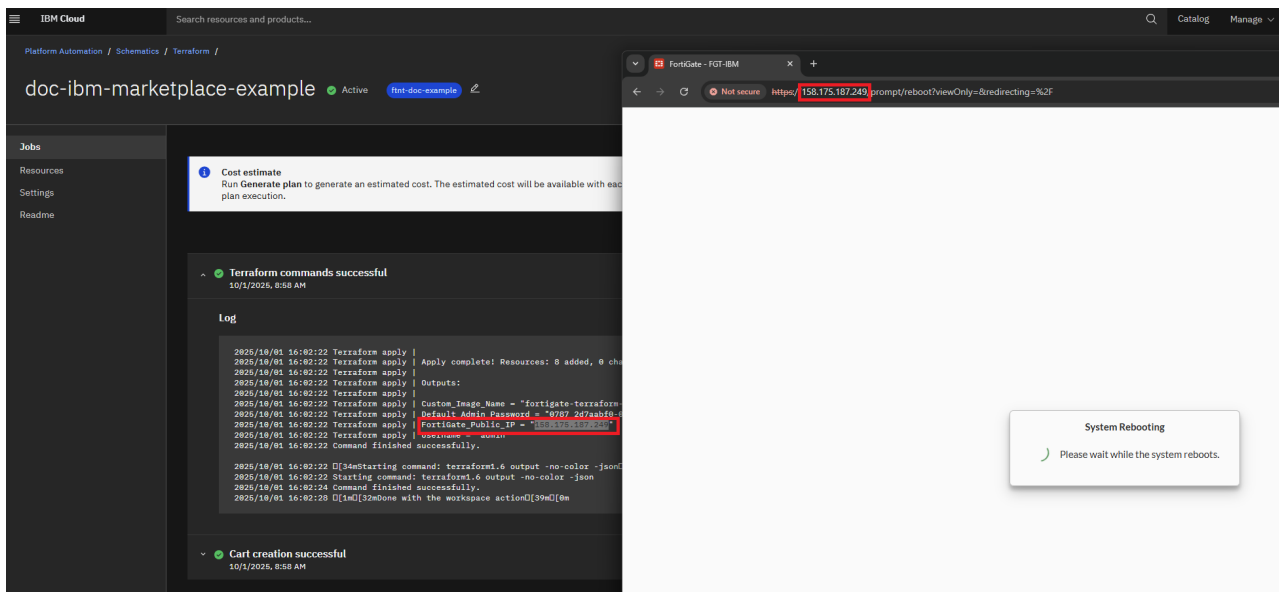 IBM Cloud
Search resources and products...
Catalog
Manage
Platform Automation / Schematics / Terraform /
doc-ibm-marketplace-example
Active
ftnt-doc-example
Jobs
Resources
Settings
Readme
Cost estimate
Run Generate plan to generate an estimated cost. The estimated cost will be available with each
plan execution.
Terraform commands successful
10/1/2025, 8:58 AM
Log
2025/10/01 16:02:22 Terraform apply |
2025/10/01 16:02:22 Terraform apply | Apply complete! Resources: 8 added, 0 cha
2025/10/01 16:02:22 Terraform apply |
2025/10/01 16:02:22 Terraform apply | Outputs:
2025/10/01 16:02:22 Terraform apply |
2025/10/01 16:02:22 Terraform apply | Custom_Image_Name = "fortigate-terraform-
2025/10/01 16:02:22 Terraform apply | Default_Admin_Password = "0787_2d7aabf0-
2025/10/01 16:02:22 Terraform apply | FortiGate_Public_IP = "158.175.187.249"
2025/10/01 16:02:22 Terraform apply | Username = "admin"
2025/10/01 16:02:22 Command finished successfully.
2025/10/01 16:02:22 □[34mStarting command: terraform1.6 output -no-color -json□
2025/10/01 16:02:22 Starting command: terraform1.6 output -no-color -json
2025/10/01 16:02:24 Command finished successfully.
2025/10/01 16:02:28 □[1m□[32mDone with the workspace action□[39m□[0m
Cart creation successful
10/1/2025, 8:58 AM
FortiGate - FGT-IBM
Not secure
https://158.175.187.249/prompt/reboot?viewOnly=&redirecting=%2F
System Rebooting
Please wait while the system reboots.